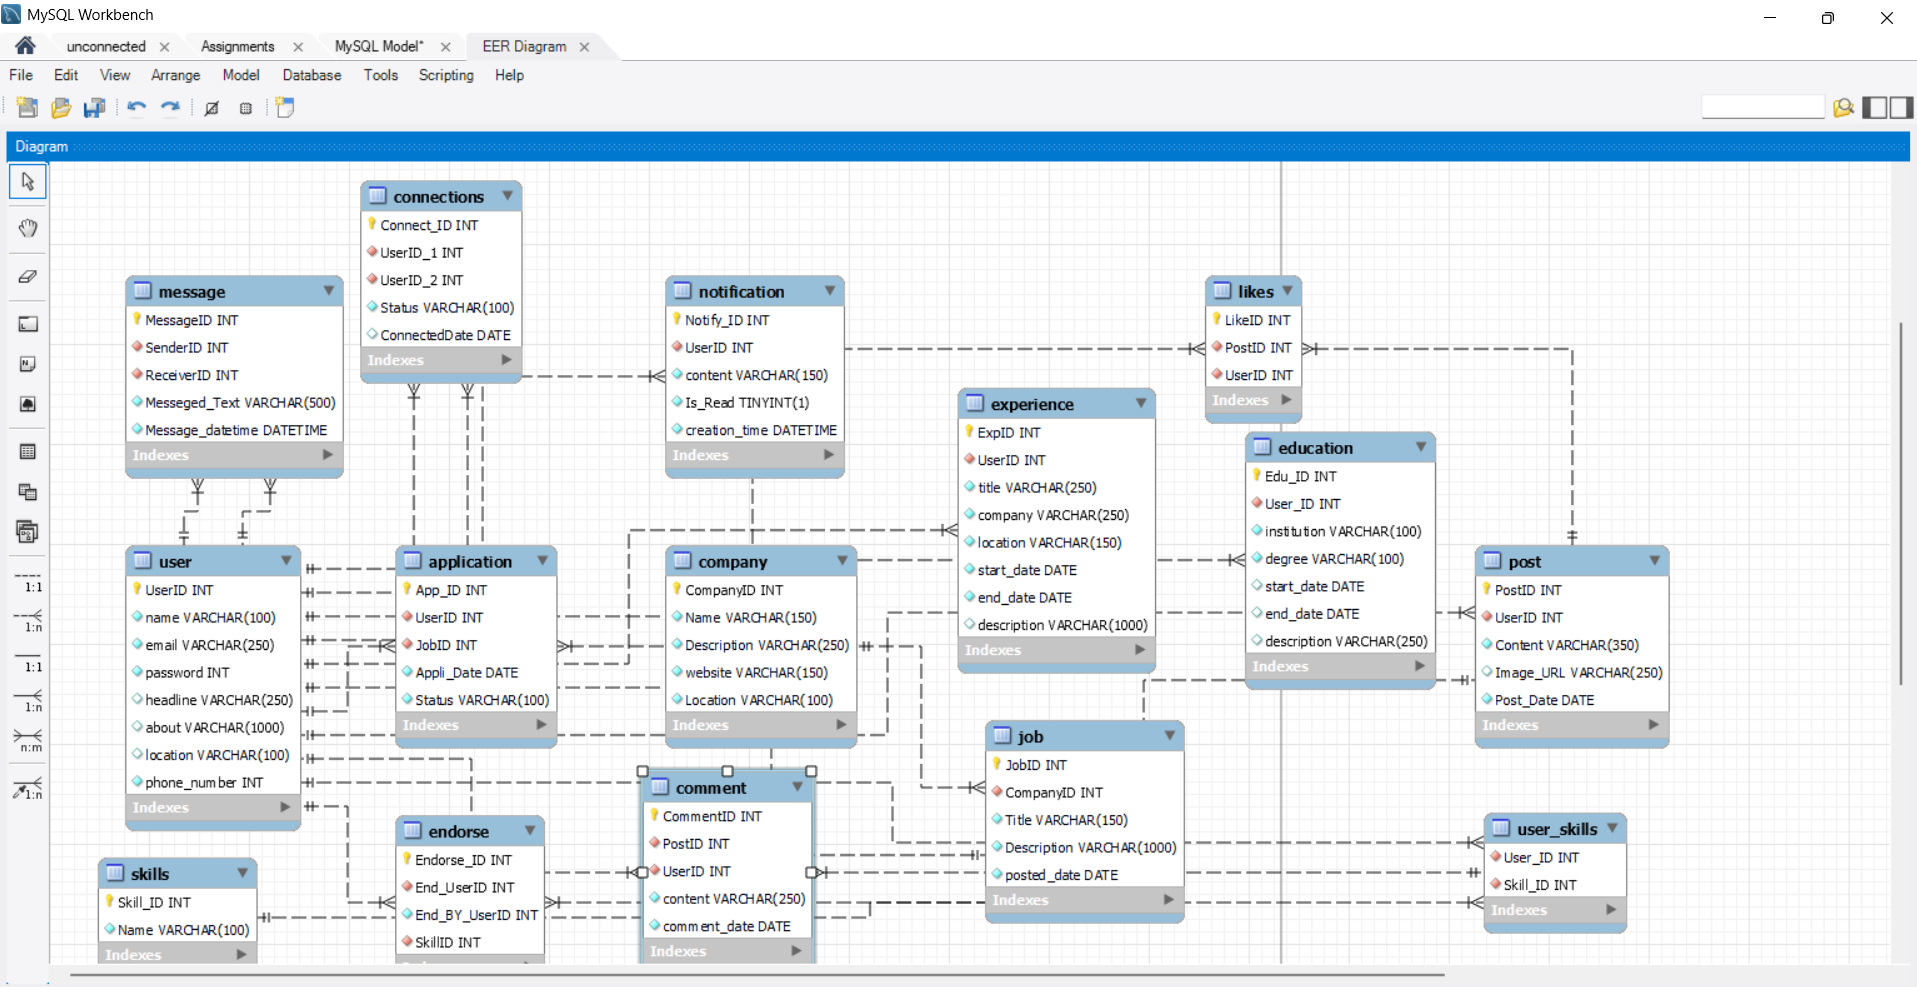 MySQL Workbench
unconnected
Assignments
MySQL Model*
EER Diagram
File
Edit
View
Arrange
Model
Database
Tools
Scripting
Help
Diagram
1:1
1:n
1:1
1:n
n:m
1:n
connections
Connect_ID INT
UserID_1 INT
UserID_2 INT
Status VARCHAR(100)
ConnectedDate DATE
Indexes
message
MessageID INT
SenderID INT
ReceiverID INT
Messeged_Text VARCHAR(500)
Message_datetime DATETIME
Indexes
notification
Notify_ID INT
UserID INT
content VARCHAR(150)
Is_Read TINYINT(1)
creation_time DATETIME
Indexes
likes
LikeID INT
PostID INT
UserID INT
Indexes
experience
ExpID INT
UserID INT
title VARCHAR(250)
company VARCHAR(250)
location VARCHAR(150)
start_date DATE
end_date DATE
description VARCHAR(1000)
Indexes
education
Edu_ID INT
User_ID INT
institution VARCHAR(100)
degree VARCHAR(100)
start_date DATE
end_date DATE
description VARCHAR(250)
Indexes
user
UserID INT
name VARCHAR(100)
email VARCHAR(250)
password INT
headline VARCHAR(250)
about VARCHAR(1000)
location VARCHAR(100)
phone_number INT
Indexes
application
App_ID INT
UserID INT
JobID INT
Appli_Date DATE
Status VARCHAR(100)
Indexes
company
CompanyID INT
Name VARCHAR(150)
Description VARCHAR(250)
website VARCHAR(150)
Location VARCHAR(100)
Indexes
post
PostID INT
UserID INT
Content VARCHAR(350)
Image_URL VARCHAR(250)
Post_Date DATE
Indexes
job
JobID INT
CompanyID INT
Title VARCHAR(150)
Description VARCHAR(1000)
posted_date DATE
Indexes
comment
CommentID INT
PostID INT
UserID INT
content VARCHAR(250)
comment_date DATE
Indexes
endorse
Endorse_ID INT
End_UserID INT
End_BY_UserID INT
SkillID INT
user_skills
User_ID INT
Skill_ID INT
Indexes
skills
Skill_ID INT
Name VARCHAR(100)
Indexes